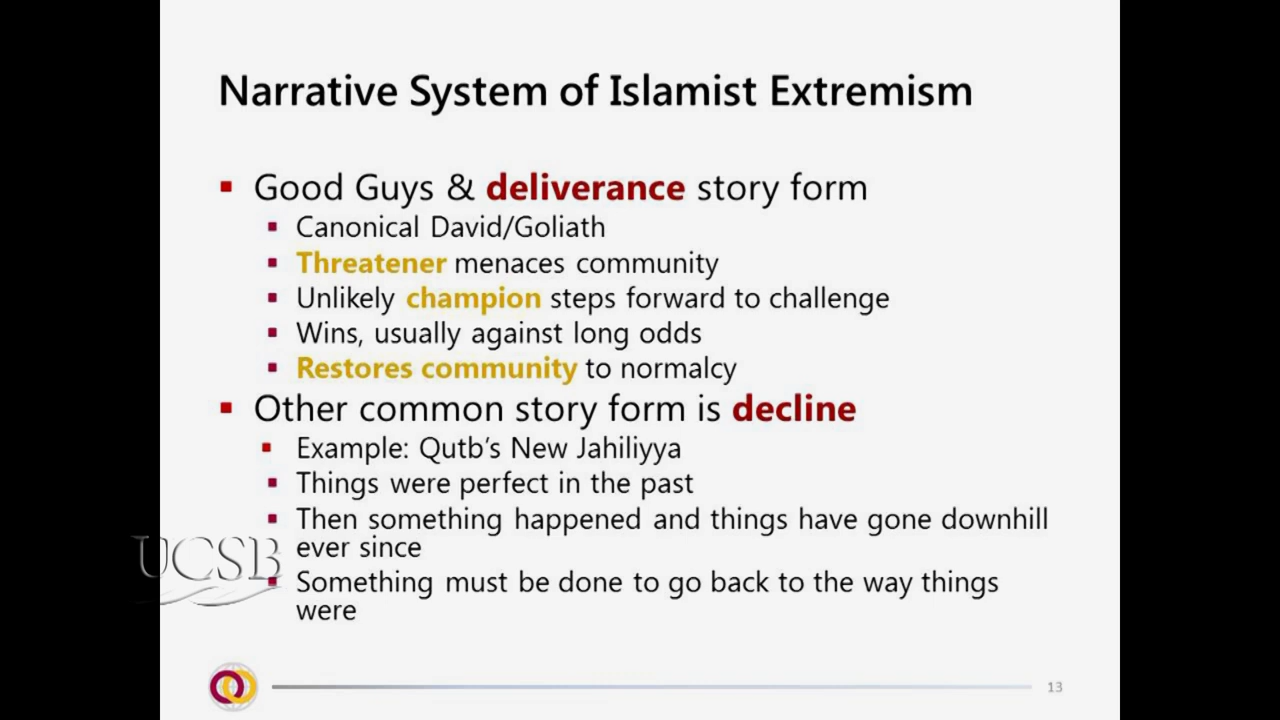 Narrative System of Islamist Extremism
Good Guys & deliverance story form
Canonical David/Goliath
Threatener menaces community
Unlikely champion steps forward to challenge
Wins, usually against long odds
Restores community to normalcy
Other common story form is decline
Example: Qutb's New Jahiliyya
Things were perfect in the past
Then something happened and things have gone downhill
ever since
Something must be done to go back to the way things
were
UCSB
13